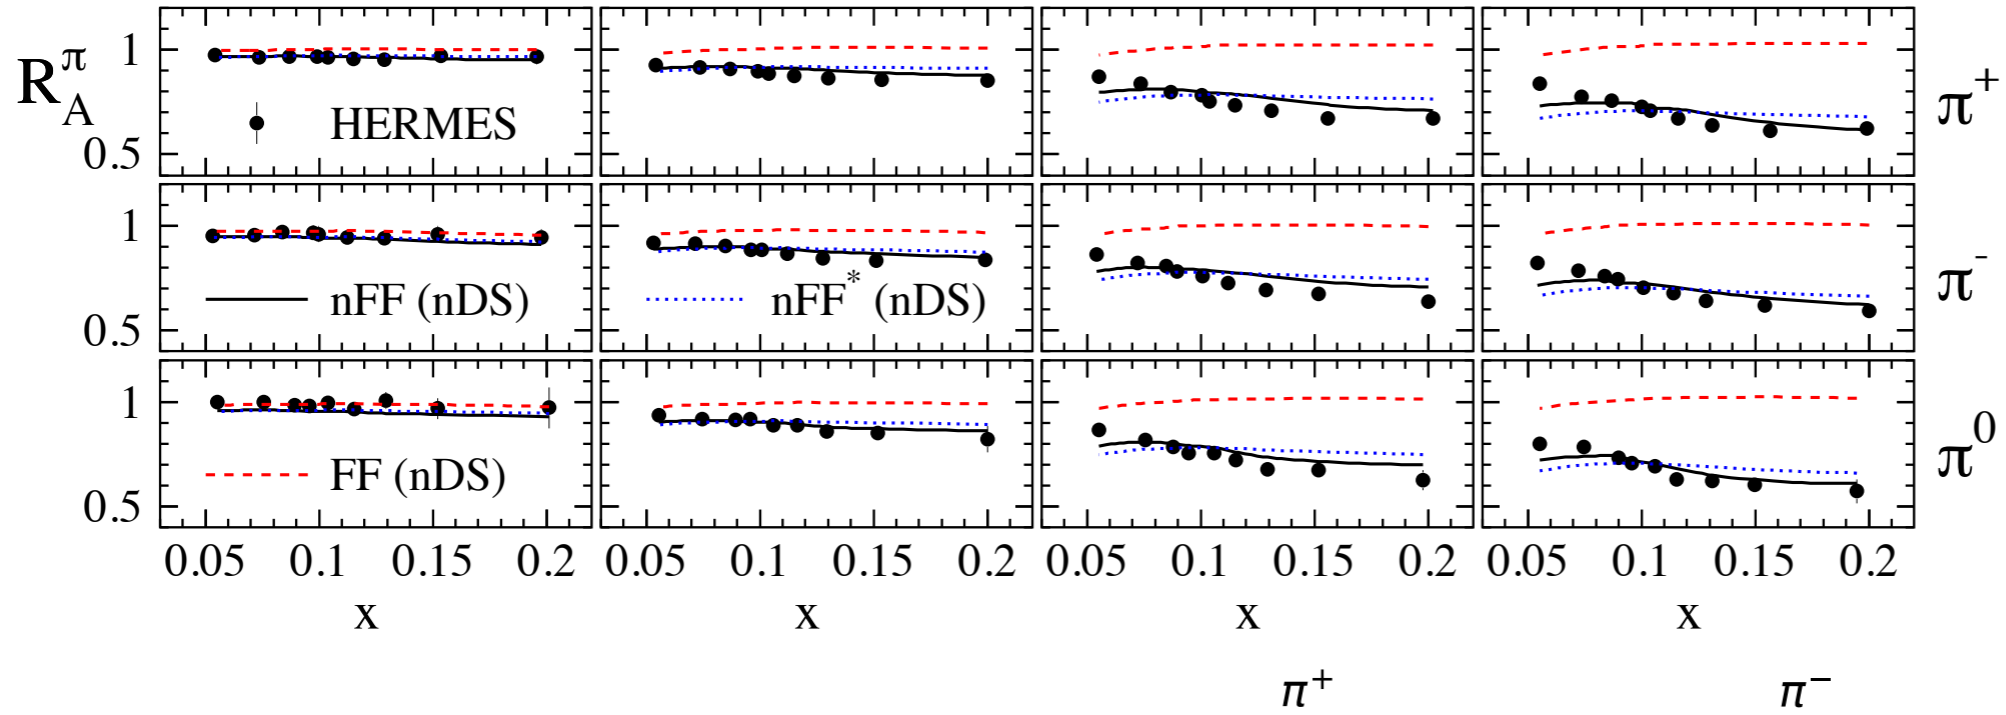 R_A^π
1
0.5
HERMES
π⁺
1
0.5
nFF (nDS)
nFF* (nDS)
π⁻
1
0.5
FF (nDS)
π⁰
0.05 0.1 0.15 0.2 0.05 0.1 0.15 0.2 0.05 0.1 0.15 0.2 0.05 0.1 0.15 0.2
x x x x
π⁺ π⁻